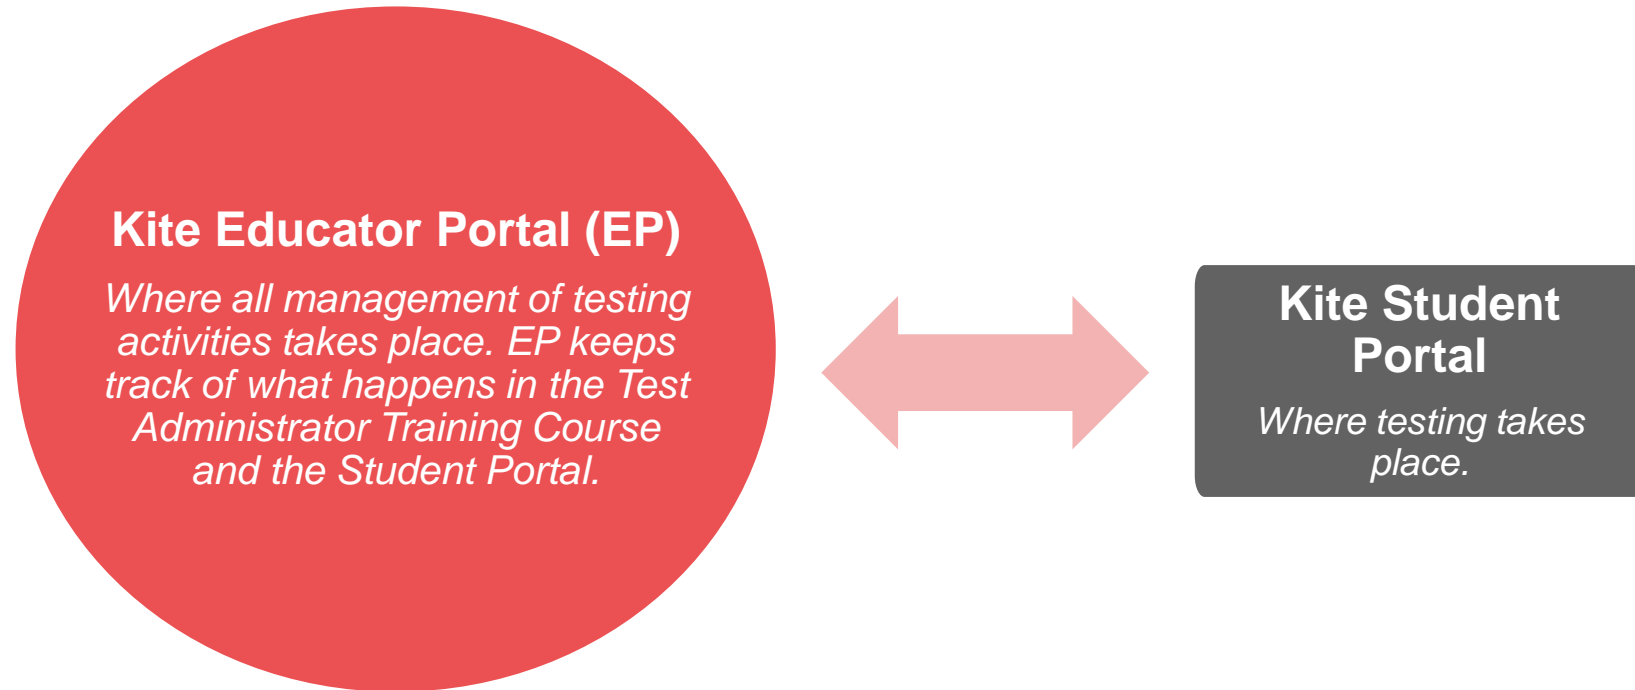 Kite Educator Portal (EP)
Where all management of testing
activities takes place. EP keeps
track of what happens in the Test
Administrator Training Course
and the Student Portal.
Kite Student
Portal
Where testing takes
place.